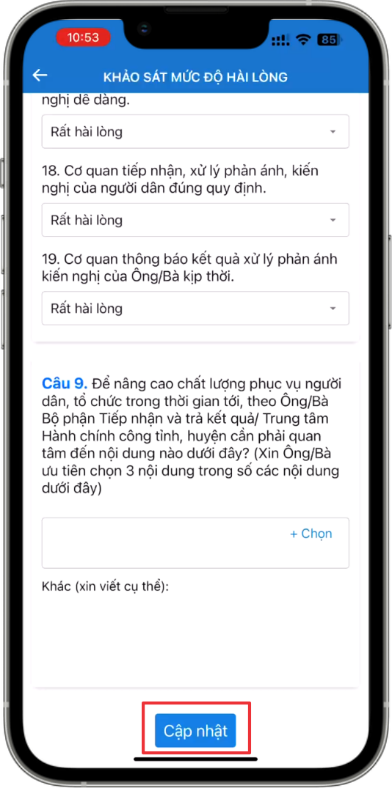 10:53
85
KHẢO SÁT MỨC ĐỘ HÀI LÒNG
nghị dễ dàng.
Rất hài lòng
18. Cơ quan tiếp nhận, xử lý phản ánh, kiến
nghị của người dân đúng quy định.
Rất hài lòng
19. Cơ quan thông báo kết quả xử lý phản ánh
kiến nghị của Ông/Bà kịp thời.
Rất hài lòng
Câu 9. Để nâng cao chất lượng phục vụ người
dân, tổ chức trong thời gian tới, theo Ông/Bà
Bộ phận Tiếp nhận và trả kết quả/ Trung tâm
Hành chính công tỉnh, huyện cần phải quan
tâm đến nội dung nào dưới đây? (Xin Ông/Bà
ưu tiên chọn 3 nội dung trong số các nội dung
dưới đây)
+ Chọn
Khác (xin viết cụ thể):
Cập nhật